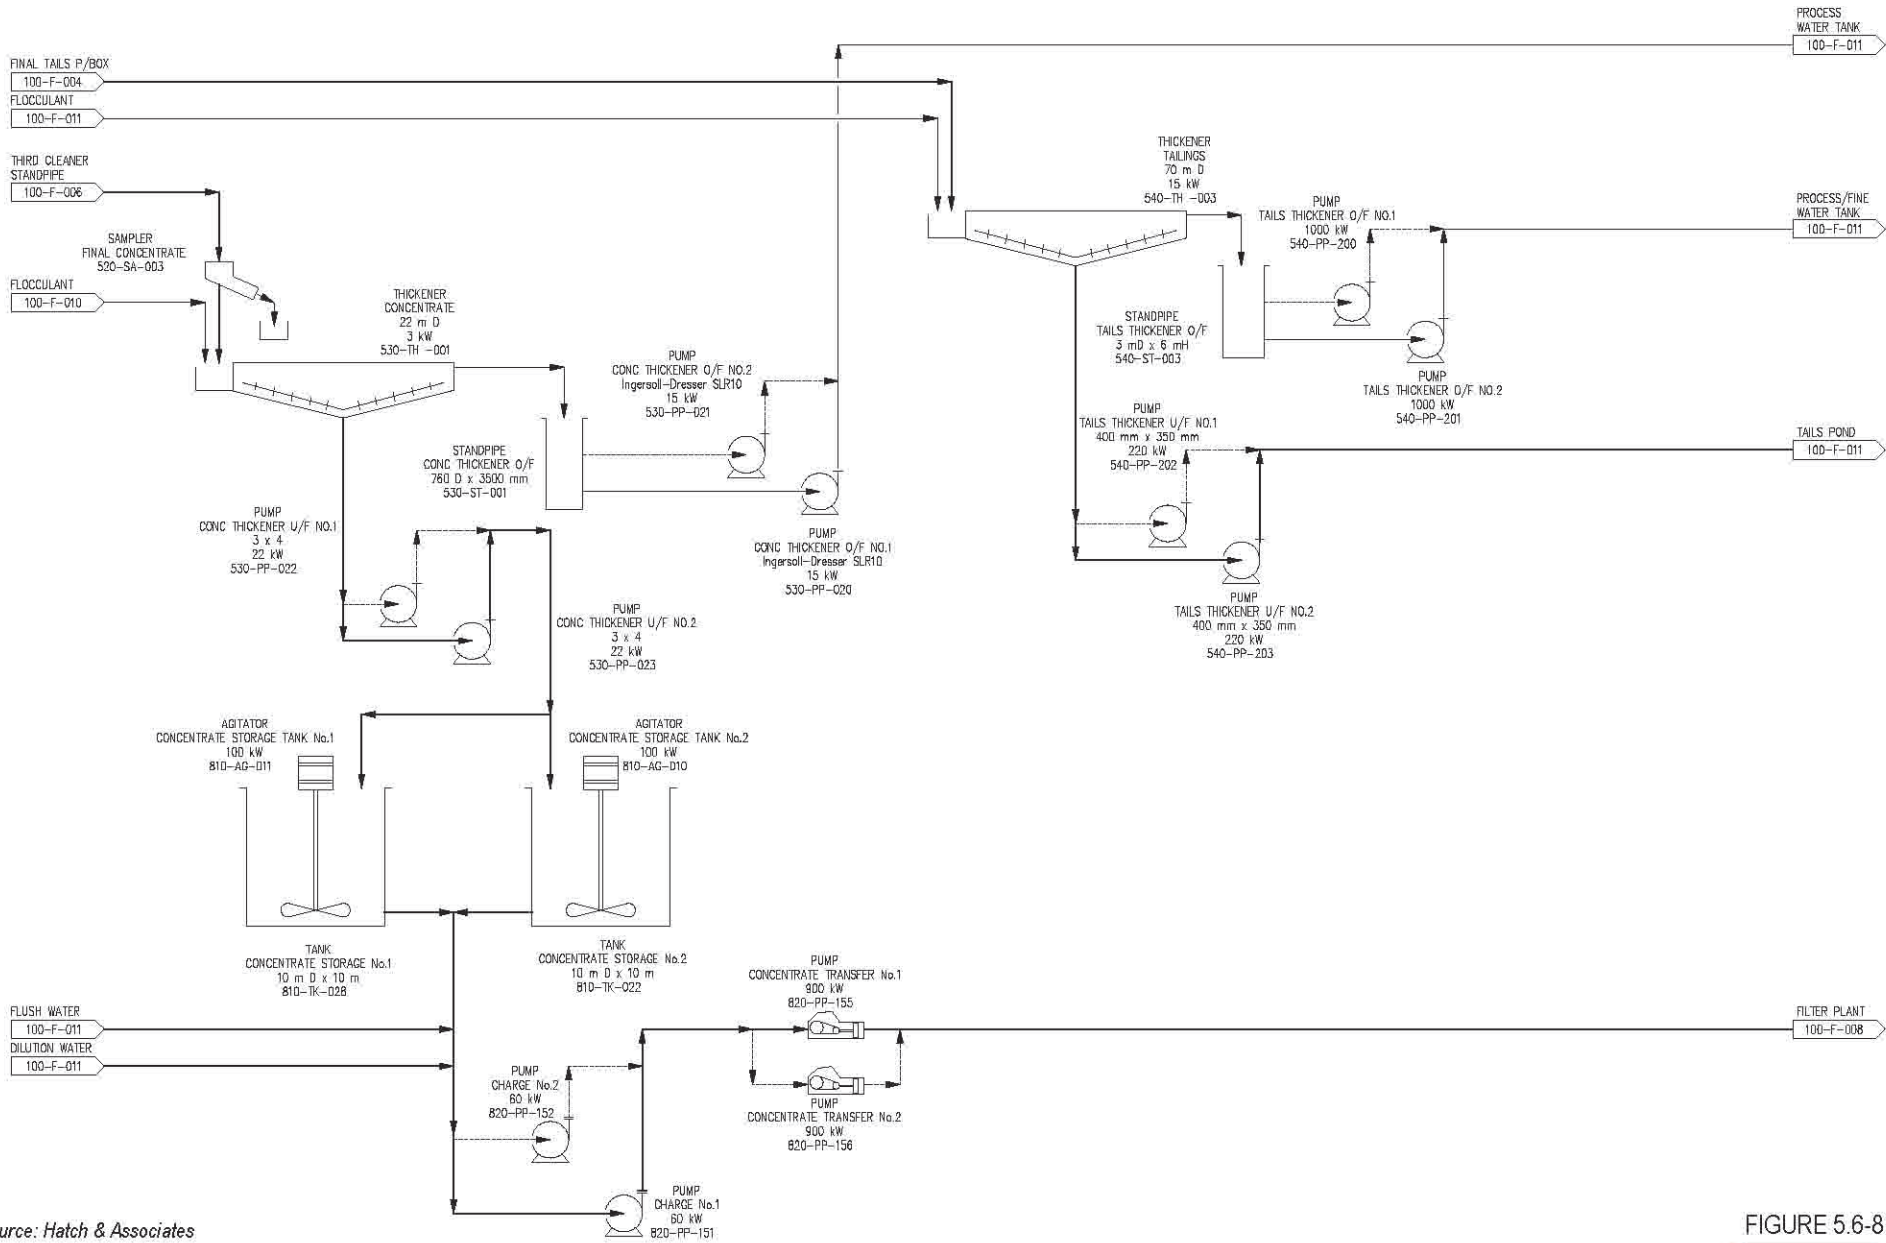 PROCESS
WATER TANK
100-F-011
FINAL TAILS P/BOX
100-F-004
FLOCCULANT
100-F-011
THIRD CLEANER
STANDPIPE
100-F-006
SAMPLER
FINAL CONCENTRATE
520-SA-003
FLOCCULANT
100-F-010
THICKENER
CONCENTRATE
22 m D
3 kW
530-TH -001
THICKENER
TAILINGS
70 m D
15 kW
540-TH -003
PUMP
TAILS THICKENER O/F NO.1
1000 kW
540-PP-200
PROCESS/FINE
WATER TANK
100-F-011
STANDPIPE
TAILS THICKENER O/F
3 mD x 6 mH
540-ST-003
PUMP
TAILS THICKENER O/F NO.2
1000 kW
540-PP-201
PUMP
CONC THICKENER O/F NO.2
Ingersoll-Dresser SLR10
15 kW
530-PP-021
PUMP
TAILS THICKENER U/F NO.1
400 mm x 350 mm
220 kW
540-PP-202
TAILS POND
100-F-011
STANDPIPE
CONC THICKENER O/F
760 D x 3500 mm
530-ST-001
PUMP
CONC THICKENER U/F NO.1
3 x 4
22 kW
530-PP-022
PUMP
CONC THICKENER O/F NO.1
Ingersoll-Dresser SLR10
15 kW
530-PP-020
PUMP
CONC THICKENER U/F NO.2
3 x 4
22 kW
530-PP-023
PUMP
TAILS THICKENER U/F NO.2
400 mm x 350 mm
220 kW
540-PP-203
AGITATOR
CONCENTRATE STORAGE TANK No.1
100 kW
810-AG-011
AGITATOR
CONCENTRATE STORAGE TANK No.2
100 kW
810-AG-010
TANK
CONCENTRATE STORAGE No.1
10 m D x 10 m
810-TK-028
TANK
CONCENTRATE STORAGE No.2
10 m D x 10 m
810-TK-022
PUMP
CONCENTRATE TRANSFER No.1
900 kW
820-PP-155
FLUSH WATER
100-F-011
DILUTION WATER
100-F-011
FILTER PLANT
100-F-008
PUMP
CHARGE No.2
60 kW
820-PP-152
PUMP
CONCENTRATE TRANSFER No.2
900 kW
820-PP-156
PUMP
CHARGE No.1
60 kW
820-PP-151
urce: Hatch & Associates
FIGURE 5.6-8